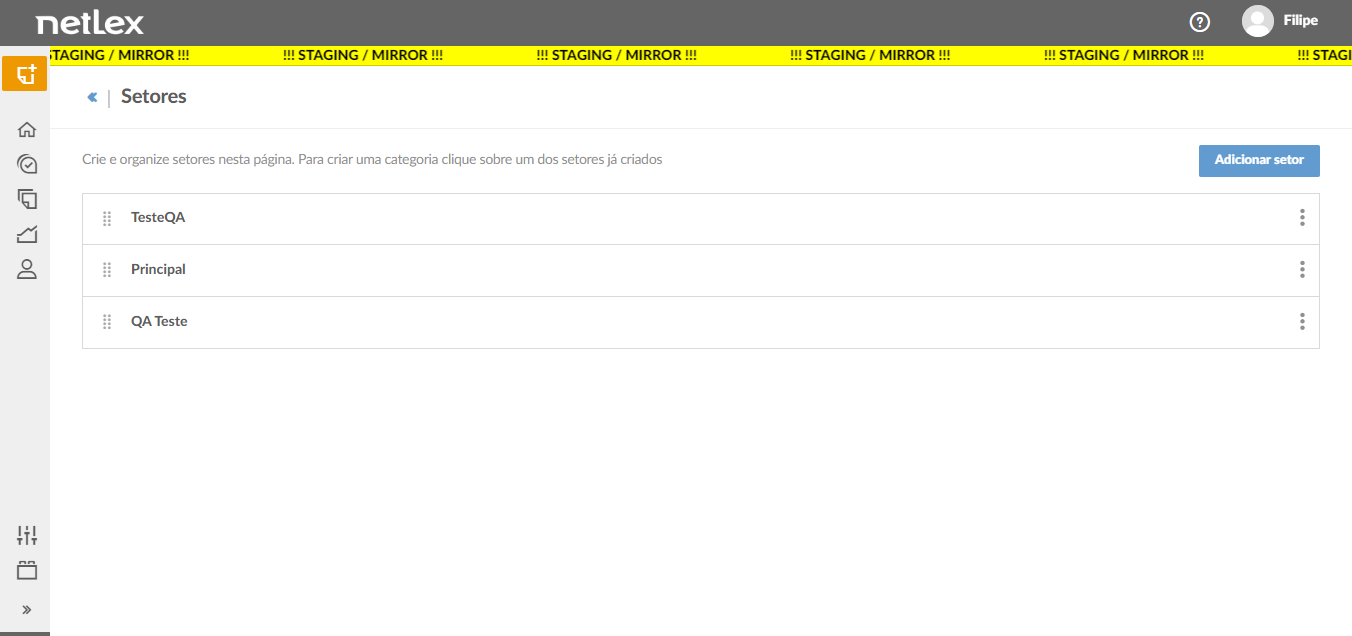 netlex
Filipe
STAGING / MIRROR !!! !!! STAGING / MIRROR !!! !!! STAGING / MIRROR !!! !!! STAGING / MIRROR !!! !!! STAGING / MIRROR !!! !!! STAGI
Setores
Crie e organize setores nesta página. Para criar uma categoria clique sobre um dos setores já criados
Adicionar setor
TesteQA
Principal
QA Teste